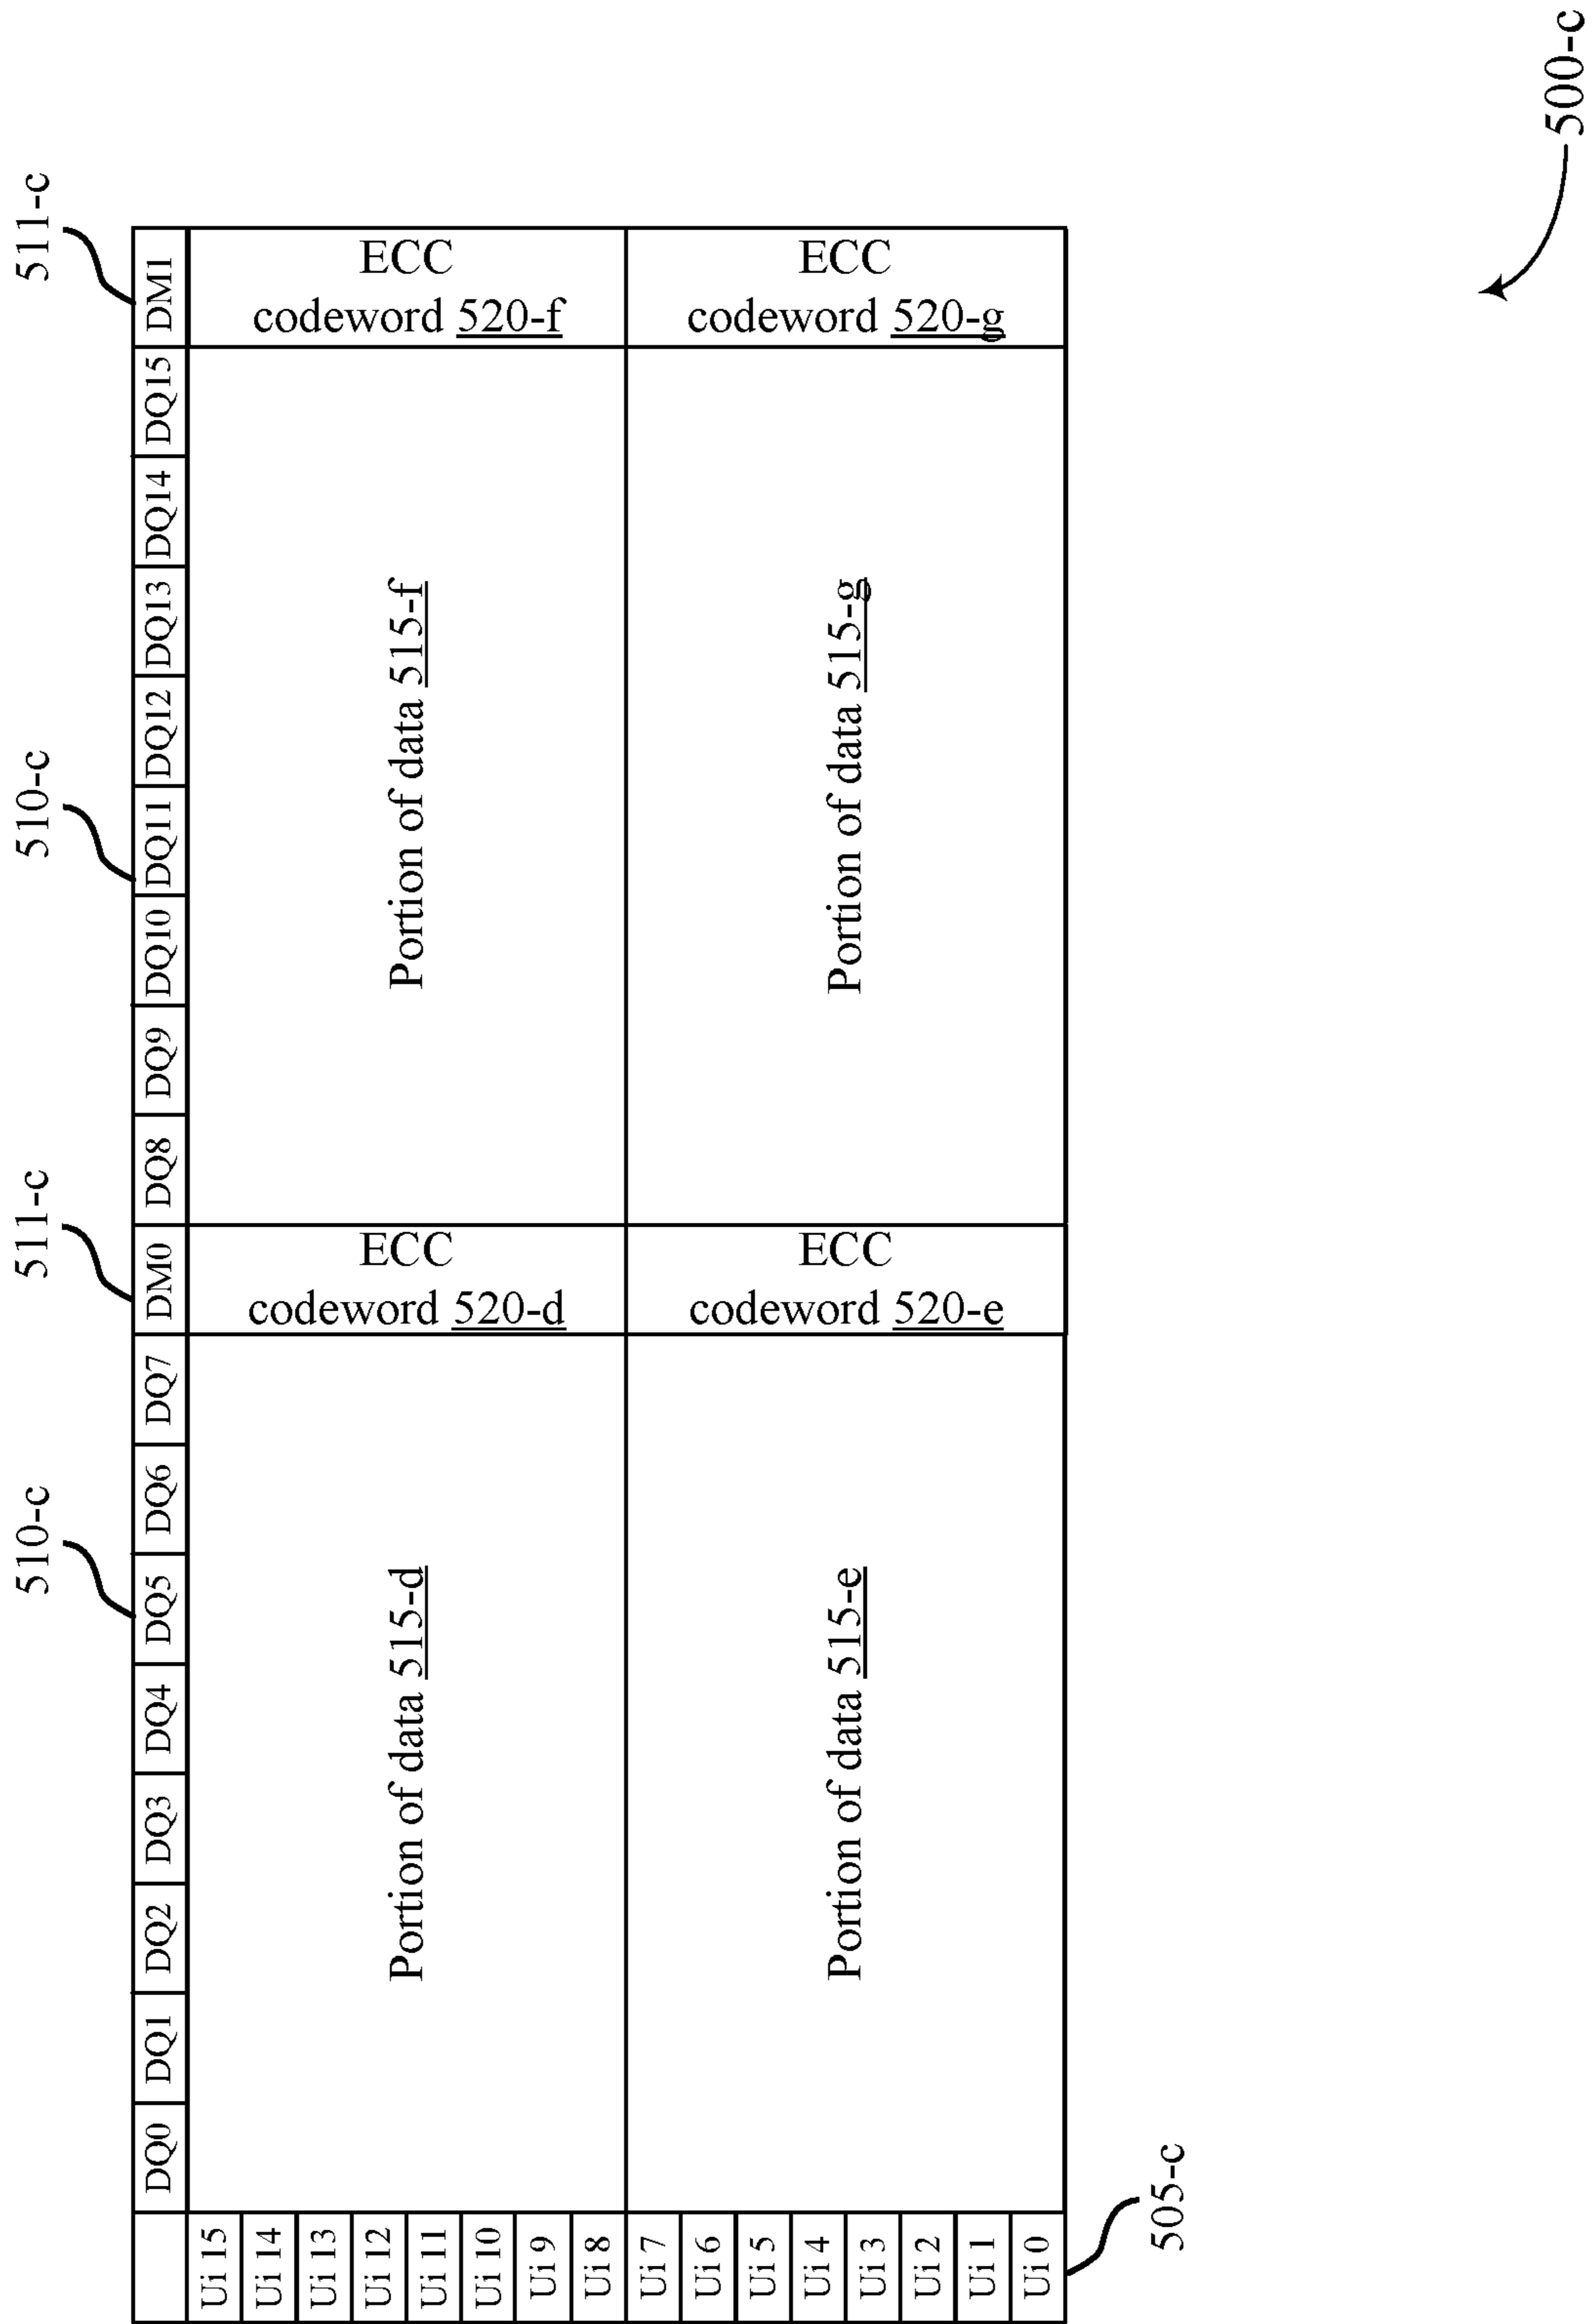 510-c 511-c 510-c 511-c
DQ0 DQ1 DQ2 DQ3 DQ4 DQ5 DQ6 DQ7 DM0 DQ8 DQ9 DQ10 DQ11 DQ12 DQ13 DQ14 DQ15 DM1
Ui 15
Ui 14
Ui 13
Ui 12
Ui 11
Ui 10
Ui 9
Ui 8
Portion of data 515-d
ECC
codeword 520-d
Portion of data 515-f
ECC
codeword 520-f
Ui 7
Ui 6
Ui 5
Ui 4
Ui 3
Ui 2
Ui 1
Ui 0
Portion of data 515-e
ECC
codeword 520-e
Portion of data 515-g
ECC
codeword 520-g
505-c
500-c